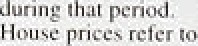 during that period.
House prices refer to